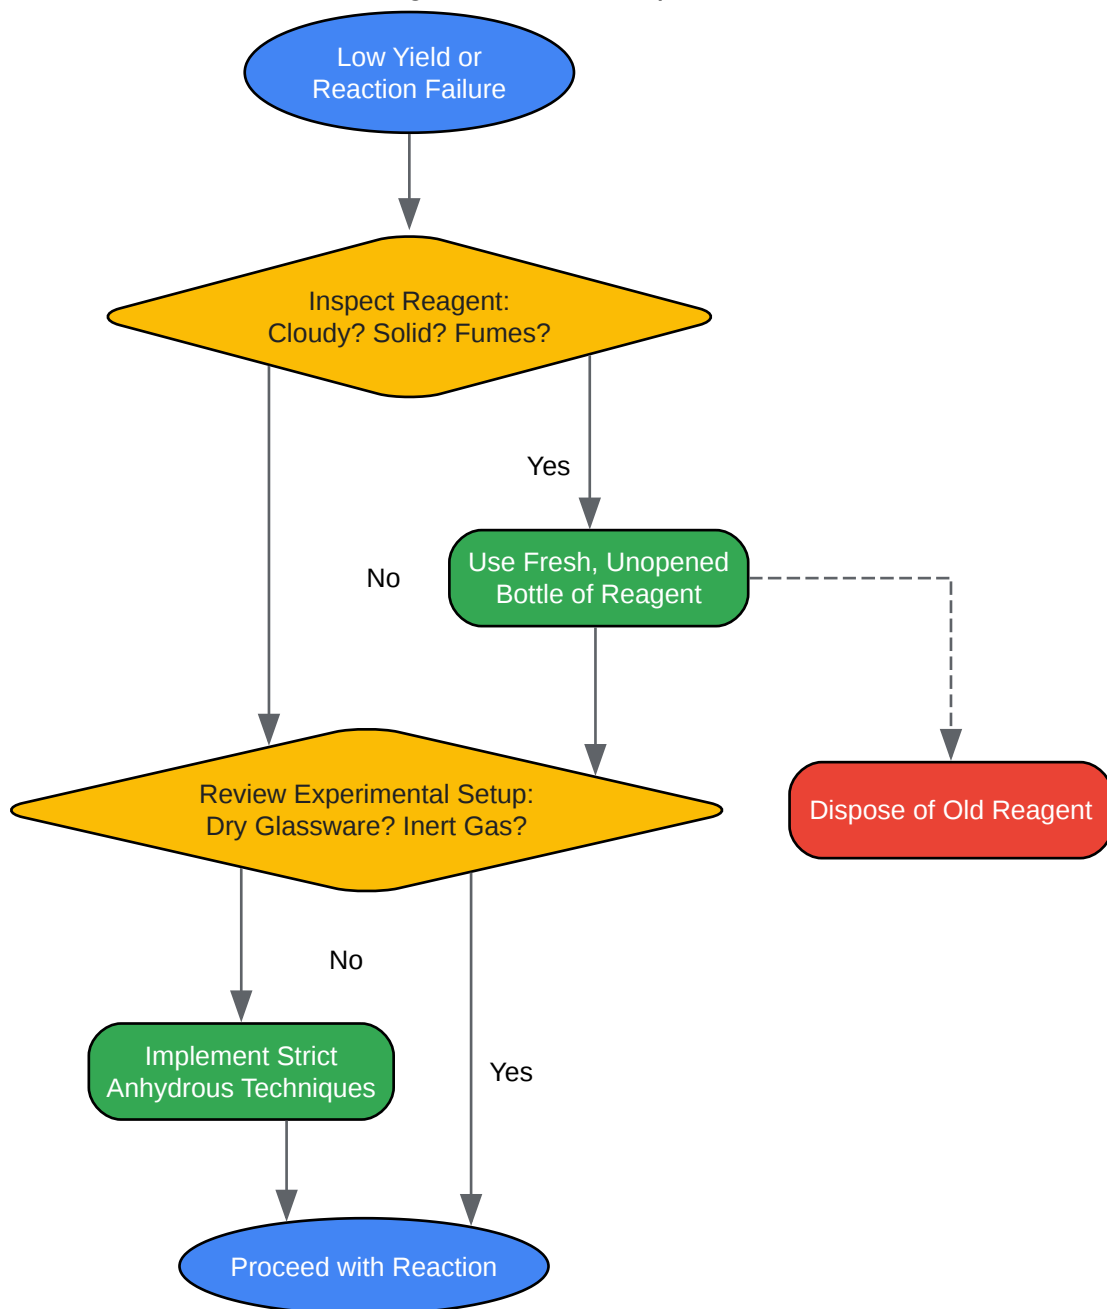 Low Yield or
Reaction Failure
Inspect Reagent:
Cloudy? Solid? Fumes?
Yes
No
Use Fresh, Unopened
Bottle of Reagent
Review Experimental Setup:
Dry Glassware? Inert Gas?
Dispose of Old Reagent
No
Implement Strict
Anhydrous Techniques
Yes
Proceed with Reaction